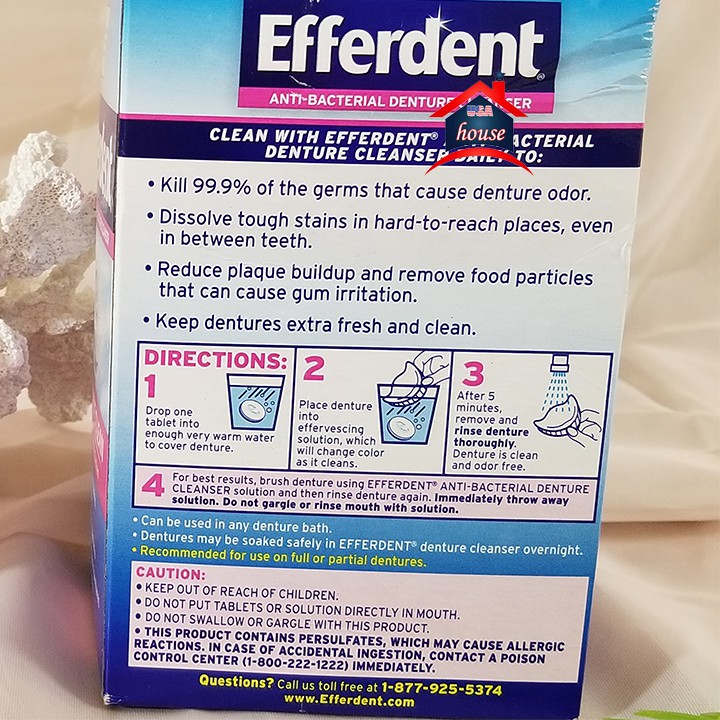 Efferdent®
ANTI-BACTERIAL DENTURE
USA
house
CLEAN WITH EFFERDENT®
DENTURE CLEANSER DAILY TO:
• Kill 99.9% of the germs that cause denture odor.
• Dissolve tough stains in hard-to-reach places, even
in between teeth.
• Reduce plaque buildup and remove food particles
that can cause gum irritation.
• Keep dentures extra fresh and clean.
DIRECTIONS:
1
Drop one
tablet into
enough very warm water
to cover denture.
2
Place denture
into
effervescing
solution, which
will change color
as it cleans.
3
After 5
minutes,
remove and
rinse denture
thoroughly.
Denture is clean
and odor free.
4
For best results, brush denture using EFFERDENT® ANTI-BACTERIAL DENTURE
CLEANSER solution and then rinse denture again. Immediately throw away
solution. Do not gargle or rinse mouth with solution.
• Can be used in any denture bath.
• Dentures may be soaked safely in EFFERDENT® denture cleanser overnight.
• Recommended for use on full or partial dentures.
CAUTION:
• KEEP OUT OF REACH OF CHILDREN.
• DO NOT PUT TABLETS OR SOLUTION DIRECTLY IN MOUTH.
• DO NOT SWALLOW OR GARGLE WITH THIS PRODUCT.
• THIS PRODUCT CONTAINS PERSULFATES, WHICH MAY CAUSE ALLERGIC
REACTIONS. IN CASE OF ACCIDENTAL INGESTION, CONTACT A POISON
CONTROL CENTER (1-800-222-1222) IMMEDIATELY.
Questions? Call us toll free at 1-877-925-5374
www.Efferdent.com